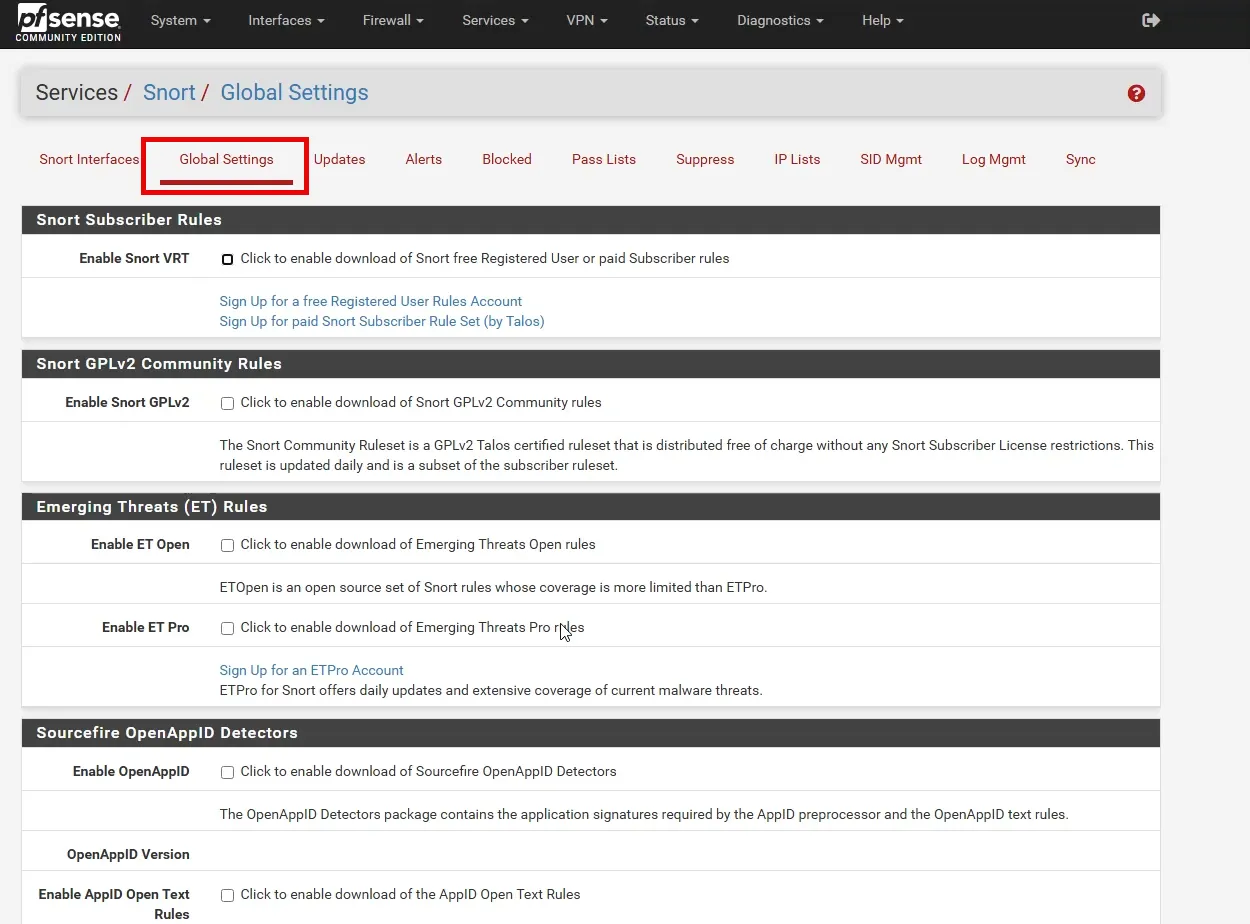 pfsense
COMMUNITY EDITION
System Interfaces Firewall Services VPN Status Diagnostics Help
Services / Snort / Global Settings
Snort Interfaces Global Settings Updates Alerts Blocked Pass Lists Suppress IP Lists SID Mgmt Log Mgmt Sync
Snort Subscriber Rules
Enable Snort VRT Click to enable download of Snort free Registered User or paid Subscriber rules
Sign Up for a free Registered User Rules Account
Sign Up for paid Snort Subscriber Rule Set (by Talos)
Snort GPLv2 Community Rules
Enable Snort GPLv2 Click to enable download of Snort GPLv2 Community rules
The Snort Community Ruleset is a GPLv2 Talos certified ruleset that is distributed free of charge without any Snort Subscriber License restrictions. This
ruleset is updated daily and is a subset of the subscriber ruleset.
Emerging Threats (ET) Rules
Enable ET Open Click to enable download of Emerging Threats Open rules
ETOpen is an open source set of Snort rules whose coverage is more limited than ETPro.
Enable ET Pro Click to enable download of Emerging Threats Pro rules
Sign Up for an ETPro Account
ETPro for Snort offers daily updates and extensive coverage of current malware threats.
Sourcefire OpenAppID Detectors
Enable OpenAppID Click to enable download of Sourcefire OpenAppID Detectors
The OpenAppID Detectors package contains the application signatures required by the AppID preprocessor and the OpenAppID text rules.
OpenAppID Version
Enable AppID Open Text Click to enable download of the AppID Open Text Rules
Rules